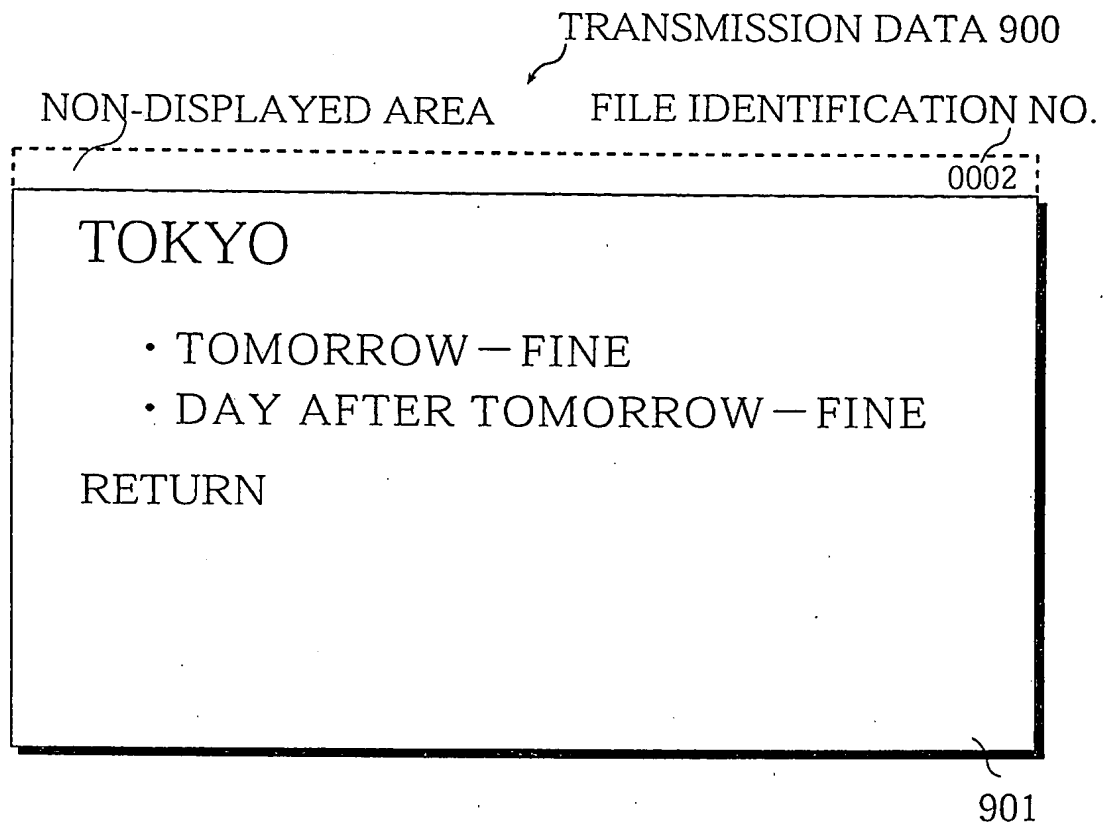 TRANSMISSION DATA 900
NON-DISPLAYED AREA
FILE IDENTIFICATION NO.
0002
TOKYO
・TOMORROW—FINE
・DAY AFTER TOMORROW—FINE
RETURN
901